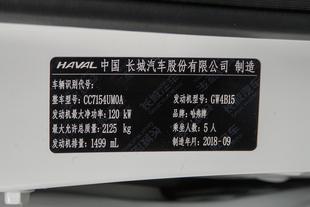 HAVAL 中国 长城汽车股份有限公司 制造
车辆识别代号:
整车型号: CC7154UM0A 发动机型号: GW4B15
发动机最大净功率: 120 kW 品牌: 哈弗牌
最大允许总质量: 2125 kg 乘坐人数: 5 人
发动机排量: 1499 mL 制造年月: 2018-09